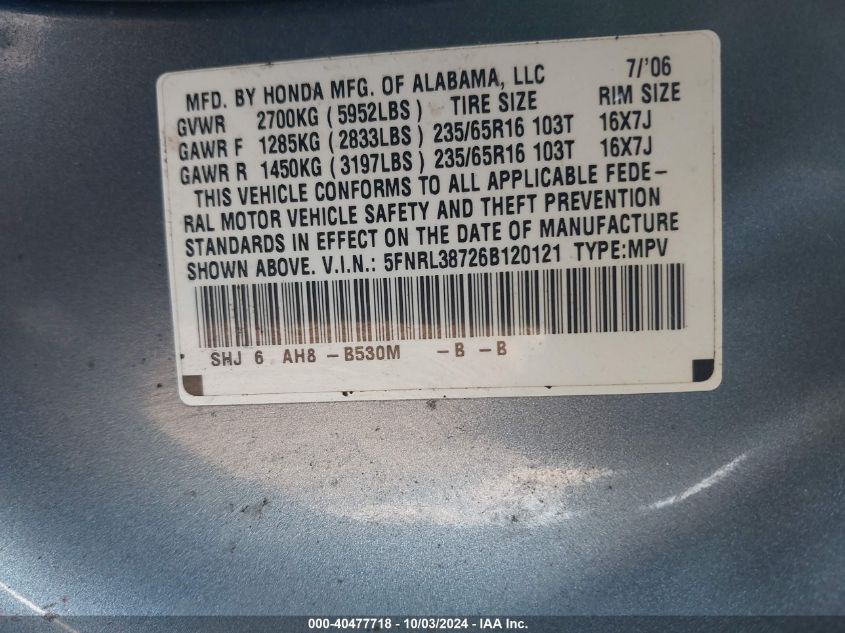 MFD. BY HONDA MFG. OF ALABAMA, LLC 7/'06
GVWR 2700KG (5952LBS) TIRE SIZE RIM SIZE
GAWR F 1285KG (2833LBS) 235/65R16 103T 16X7J
GAWR R 1450KG (3197LBS) 235/65R16 103T 16X7J
THIS VEHICLE CONFORMS TO ALL APPLICABLE FEDE-
RAL MOTOR VEHICLE SAFETY AND THEFT PREVENTION
STANDARDS IN EFFECT ON THE DATE OF MANUFACTURE
SHOWN ABOVE. V.I.N.: 5FNRL38726B120121 TYPE:MPV
SHJ 6 AH8 -B530M -B -B
000-40477718 - 10/03/2024 - IAA Inc.